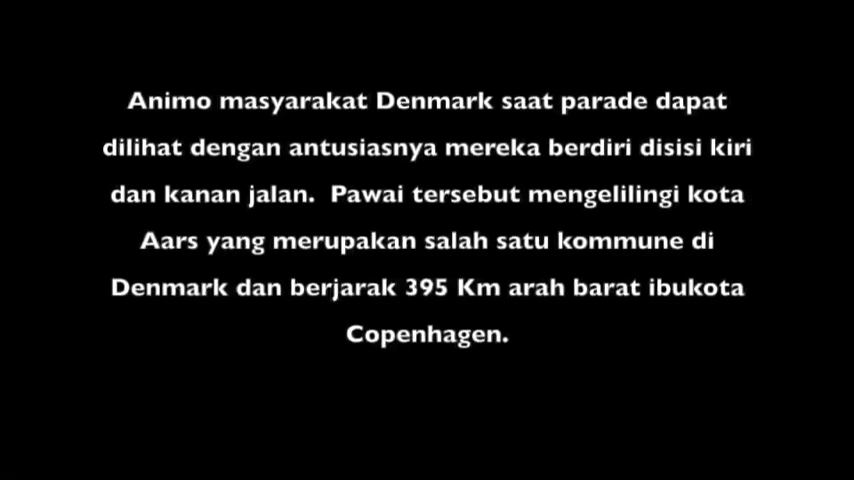 Animo masyarakat Denmark saat parade dapat
dilihat dengan antusiasnya mereka berdiri disisi kiri
dan kanan jalan.  Pawai tersebut mengelilingi kota
Aars yang merupakan salah satu kommune di
Denmark dan berjarak 395 Km arah barat ibukota
Copenhagen.